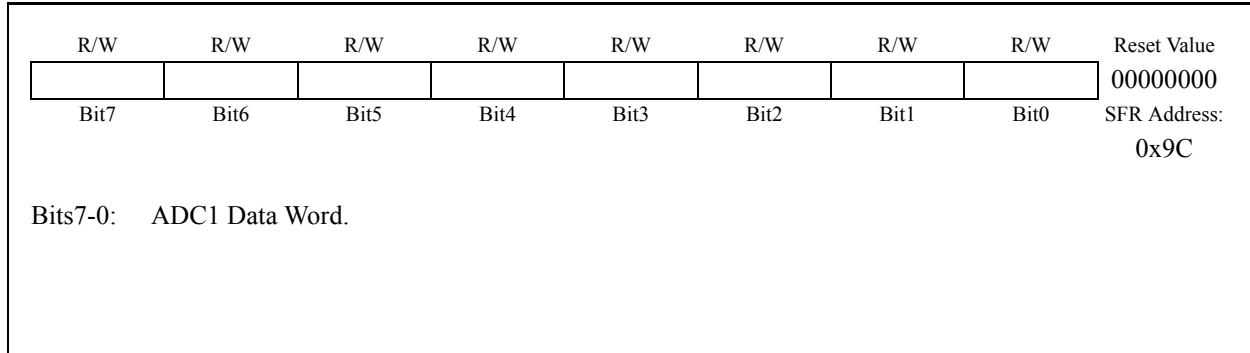 R/W R/W R/W R/W R/W R/W R/W R/W Reset Value
00000000
Bit7 Bit6 Bit5 Bit4 Bit3 Bit2 Bit1 Bit0 SFR Address:
0x9C
Bits7-0: ADC1 Data Word.